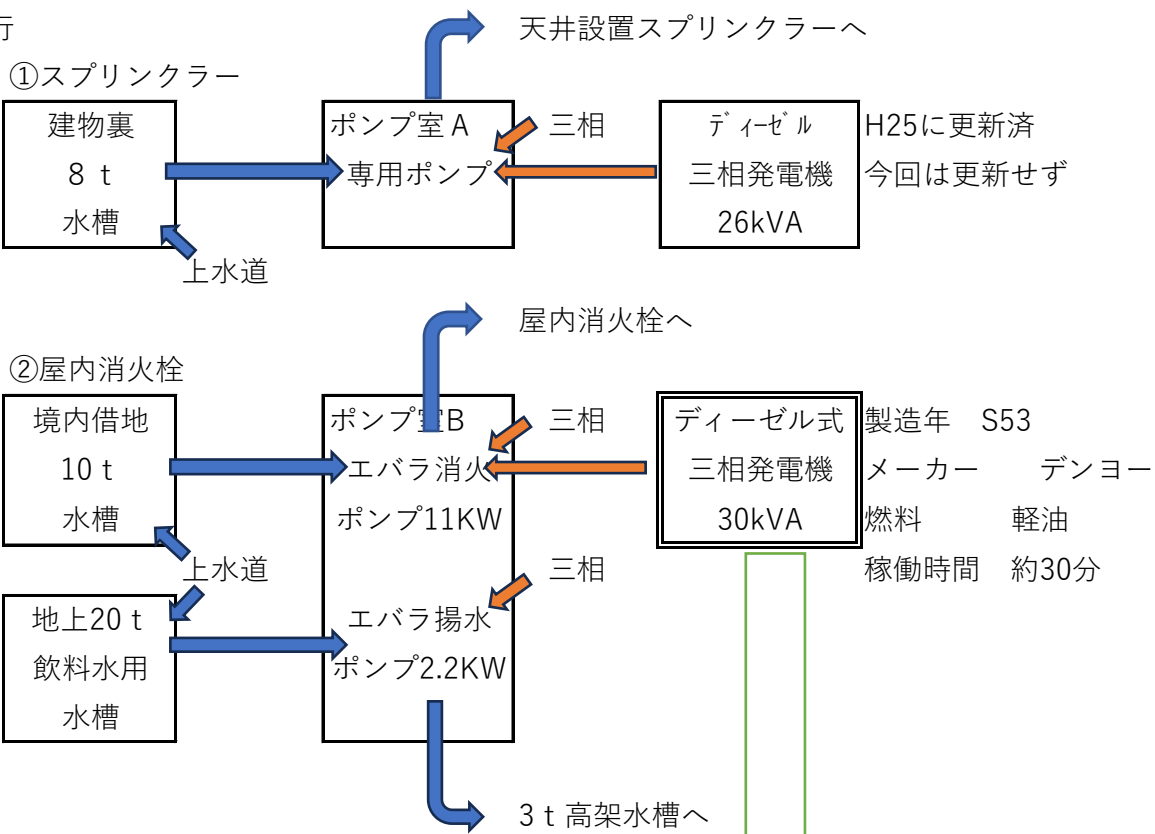 行
天井設置スプリンクラーへ
①スプリンクラー
建物裏
8 t
水槽
上水道
ポンプ室A
専用ポンプ
三相
ディーゼル
三相発電機
26kVA
H25に更新済
今回は更新せず
屋内消火栓へ
②屋内消火栓
境内借地
10 t
水槽
上水道
地上20 t
飲料水用
水槽
ポンプ室B
エバラ消火
ポンプ11KW
三相
エバラ揚水
ポンプ2.2KW
三相
ディーゼル式
三相発電機
30kVA
製造年 S53
メーカー デンヨー
燃料 軽油
稼働時間 約30分
3 t 高架水槽へ